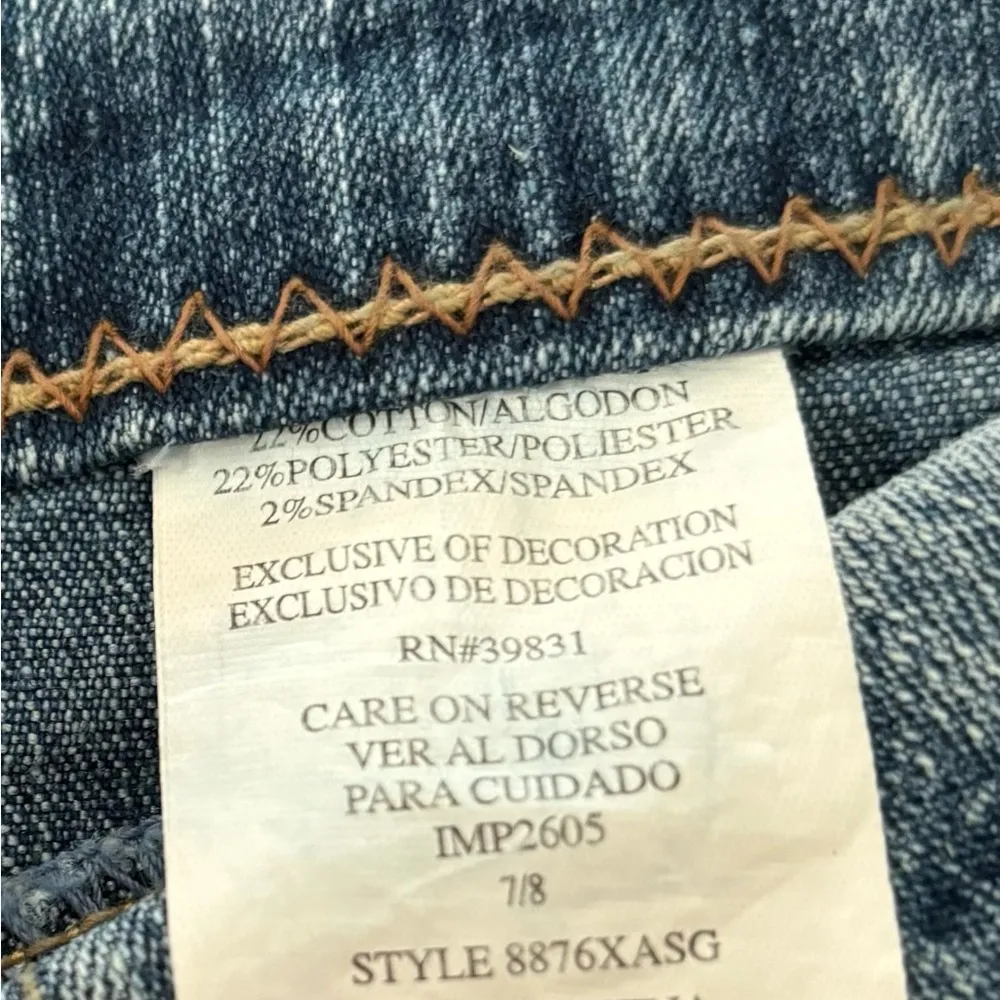 %COTTON/ALGODON
22%POLYESTER/POLIESTER
2%SPANDEX/SPANDEX
EXCLUSIVE OF DECORATION
EXCLUSIVO DE DECORACION
RN#39831
CARE ON REVERSE
VER AL DORSO
PARA CUIDADO
IMP2605
7/8
STYLE 8876XASG